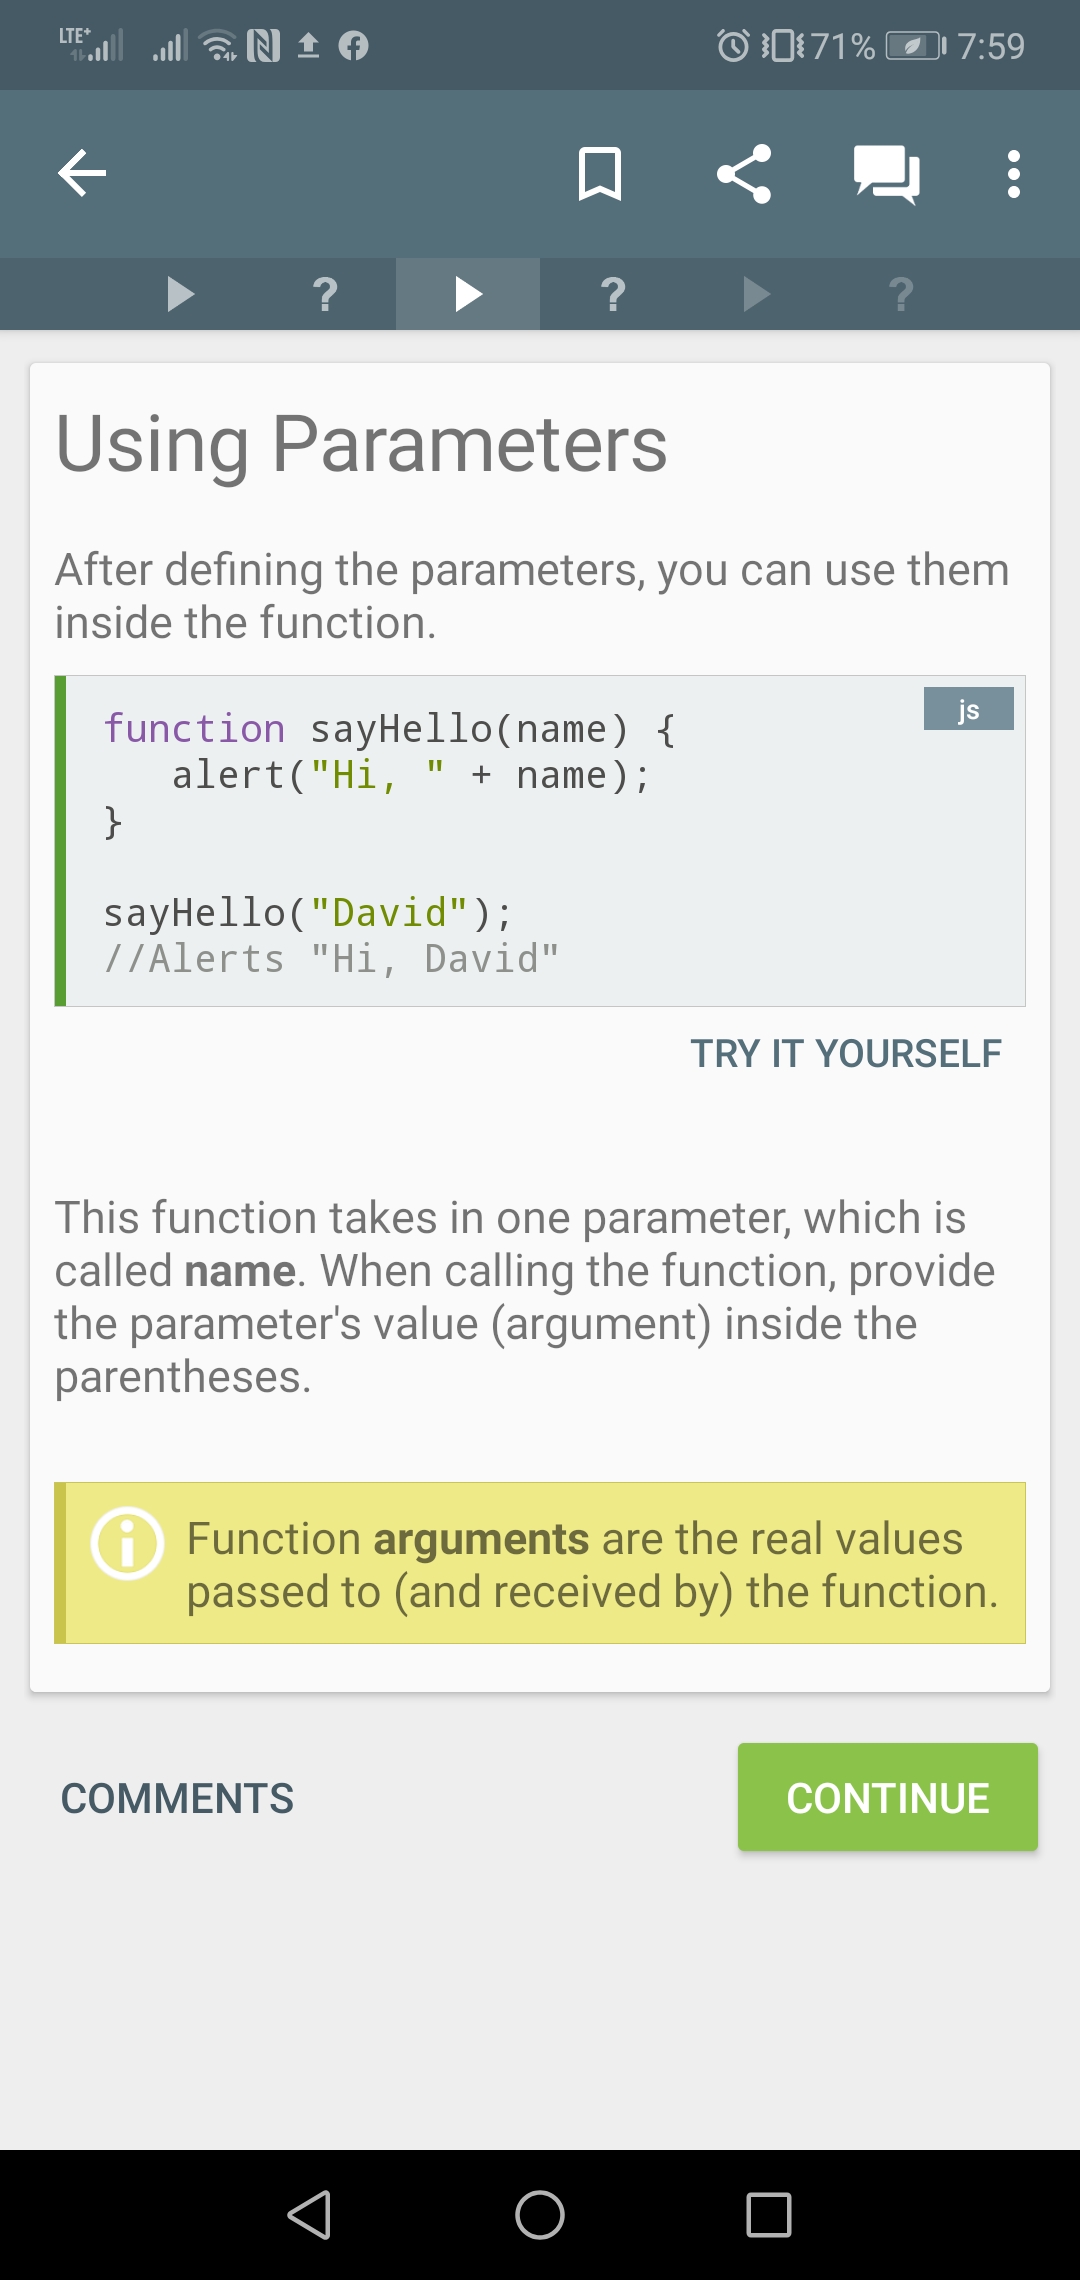 LTE+ 71% 7:59
? ? ?
Using Parameters
After defining the parameters, you can use them
inside the function.
js
function sayHello(name) {
   alert("Hi, " + name);
}
sayHello("David");
//Alerts "Hi, David"
TRY IT YOURSELF
This function takes in one parameter, which is
called name. When calling the function, provide
the parameter's value (argument) inside the
parentheses.
Function arguments are the real values
passed to (and received by) the function.
COMMENTS CONTINUE